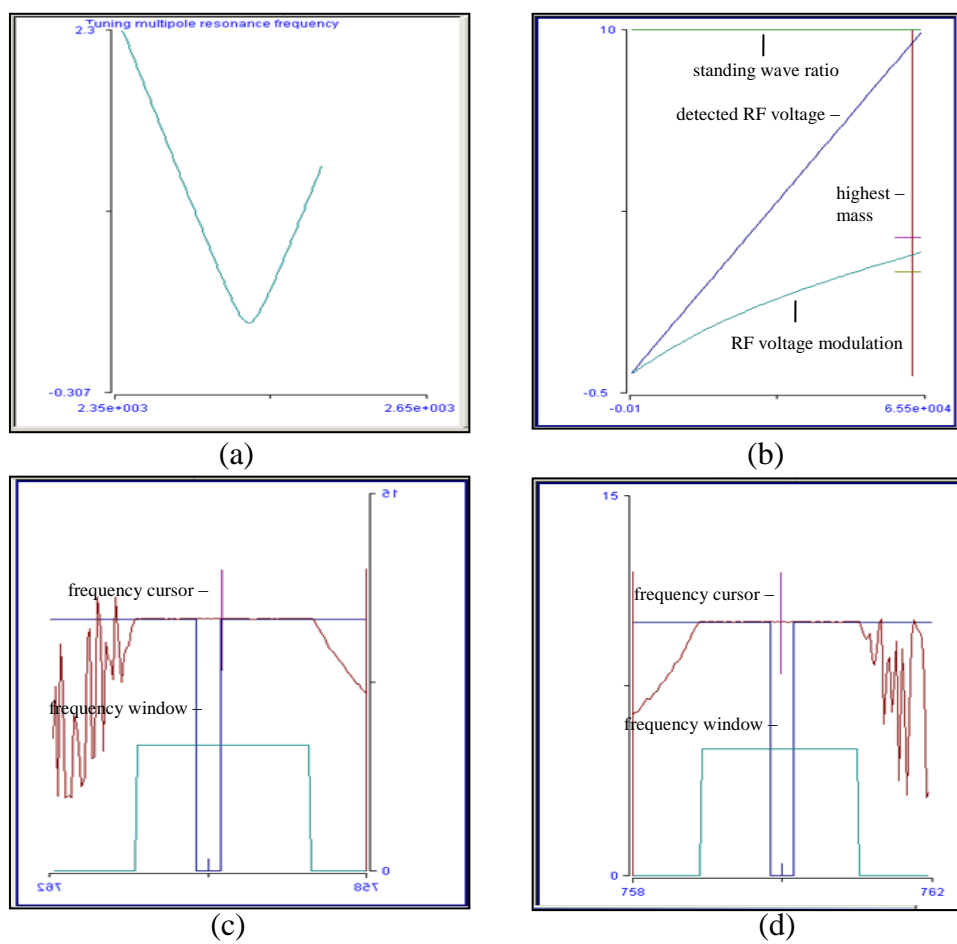 Tuning multipole resonance frequency
2.3
-0.307
2.35e+003
2.65e+003
(a)
10
standing wave ratio
detected RF voltage –
highest –
mass
RF voltage modulation
-0.5
-0.01
6.55e+004
(b)
15
frequency cursor –
frequency window –
0
762
758
(c)
15
frequency cursor –
frequency window –
0
758
762
(d)